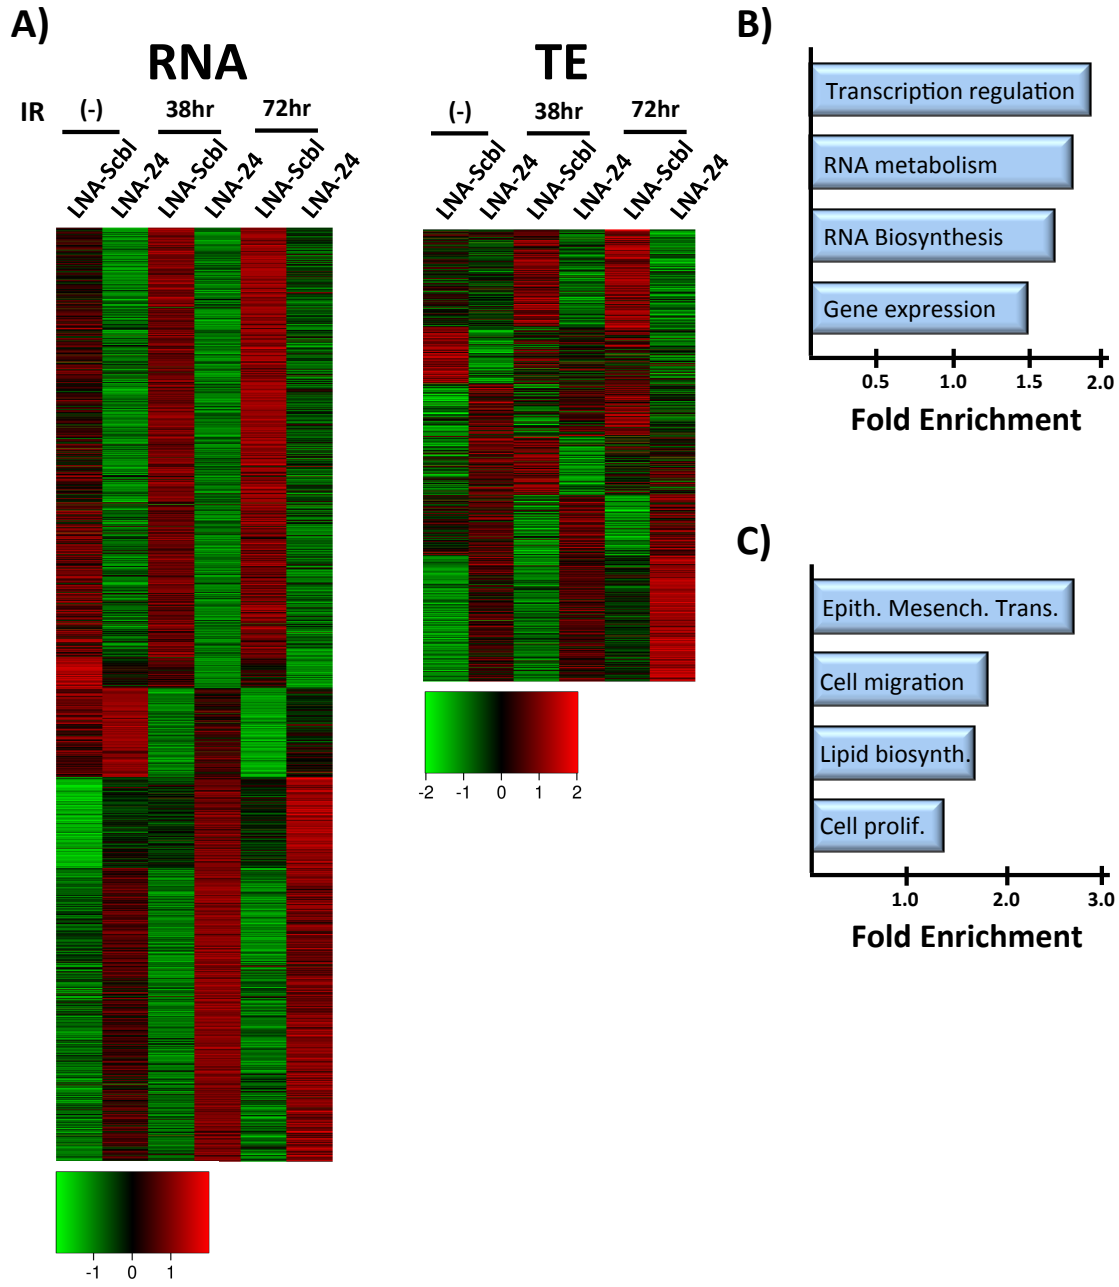 A)
RNA
IR (-) 38hr 72hr
LNA-Scbl LNA-24 LNA-Scbl LNA-24 LNA-Scbl LNA-24
-1 0 1
TE
(-) 38hr 72hr
LNA-Scbl LNA-24 LNA-Scbl LNA-24 LNA-Scbl LNA-24
-2 -1 0 1 2
B)
Transcription regulation
RNA metabolism
RNA Biosynthesis
Gene expression
0.5 1.0 1.5 2.0
Fold Enrichment
C)
Epith. Mesench. Trans.
Cell migration
Lipid biosynth.
Cell prolif.
1.0 2.0 3.0
Fold Enrichment